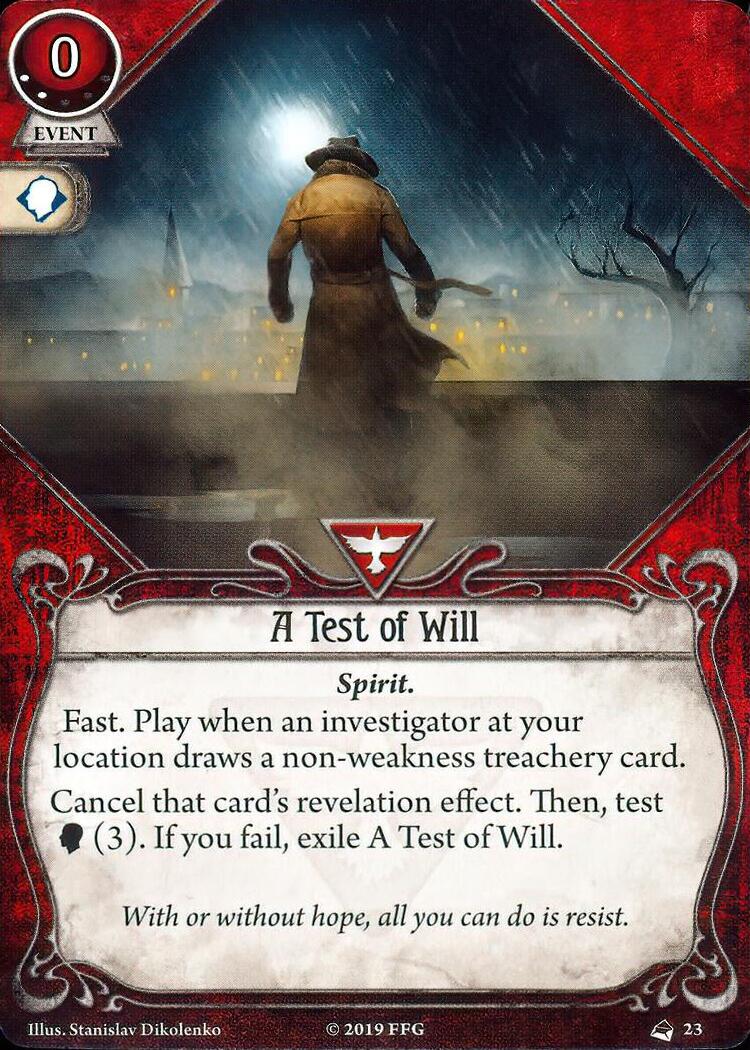 0
EVENT
A Test of Will
Spirit.
Fast. Play when an investigator at your
location draws a non-weakness treachery card.
Cancel that card's revelation effect. Then, test
(3). If you fail, exile A Test of Will.
With or without hope, all you can do is resist.
Illus. Stanislav Dikolenko
© 2019 FFG
23